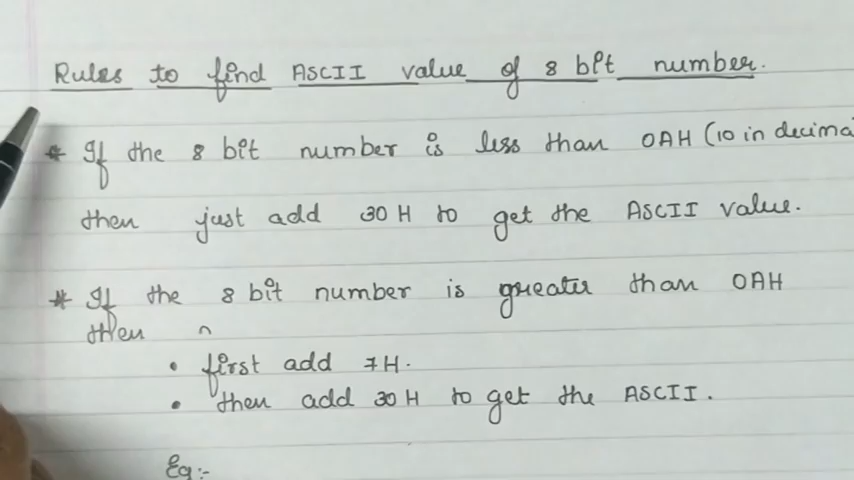 Rules to find ASCII value of 8 bit number.
* If the 8 bit number is less than 0AH (10 in decima
then just add 30H to get the ASCII value.
* If the 8 bit number is greater than 0AH
then
• first add 7H.
• then add 30H to get the ASCII.
Eg:-